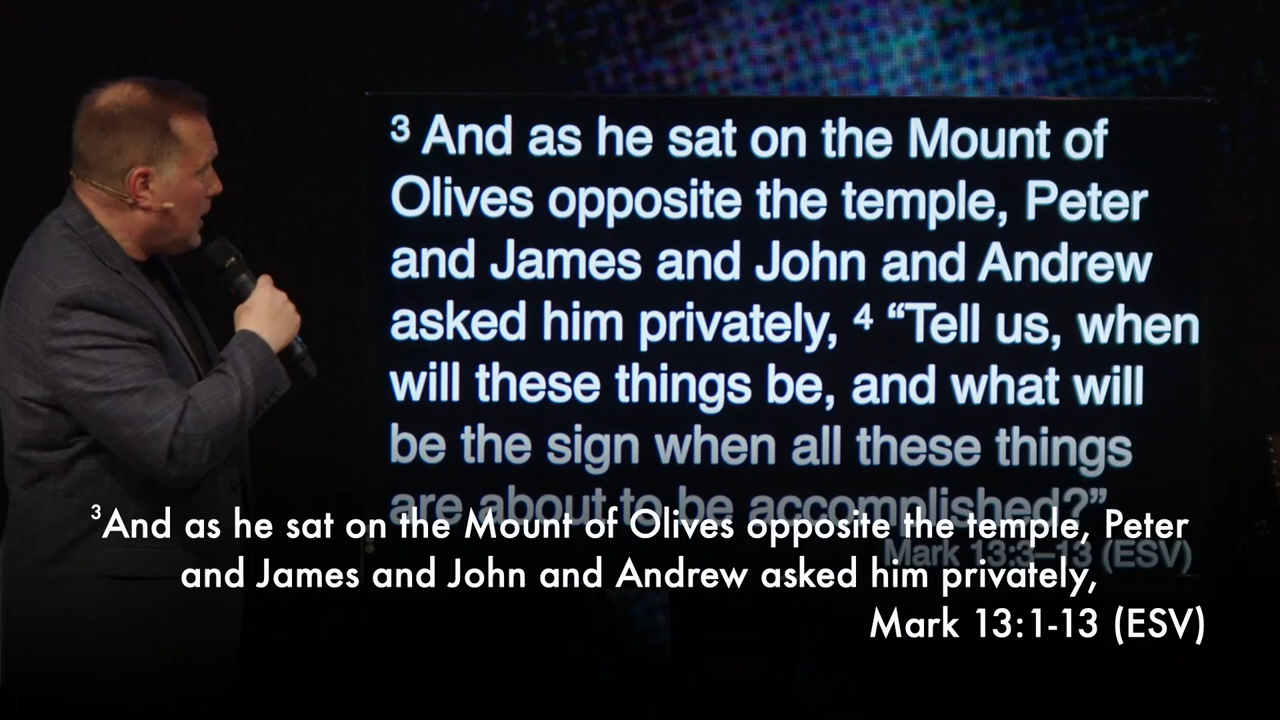 ³ And as he sat on the Mount of
Olives opposite the temple, Peter
and James and John and Andrew
asked him privately, ⁴ “Tell us, when
will these things be, and what will
be the sign when all these things
are about to be accomplished?”
Mark 13:3–13 (ESV)
³And as he sat on the Mount of Olives opposite the temple, Peter
and James and John and Andrew asked him privately,
Mark 13:1-13 (ESV)